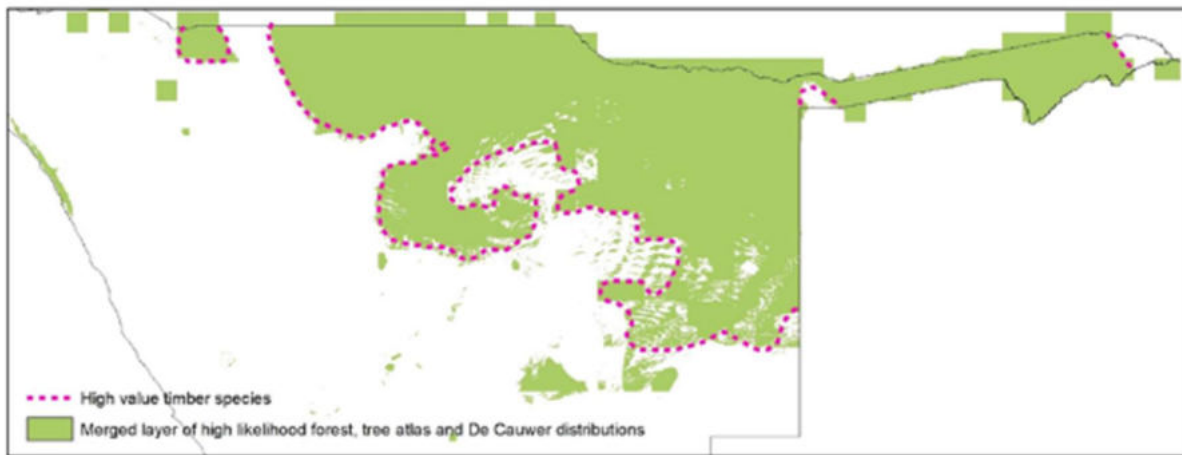 High value timber species
Merged layer of high likelihood forest, tree atlas and De Cauwer distributions